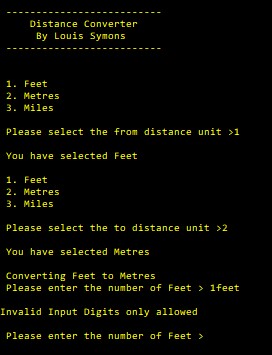 --------------------------
Distance Converter
By Louis Symons
--------------------------
1. Feet
2. Metres
3. Miles
Please select the from distance unit >1
You have selected Feet
1. Feet
2. Metres
3. Miles
Please select the to distance unit >2
You have selected Metres
Converting Feet to Metres
Please enter the number of Feet > 1feet
Invalid Input Digits only allowed
Please enter the number of Feet >